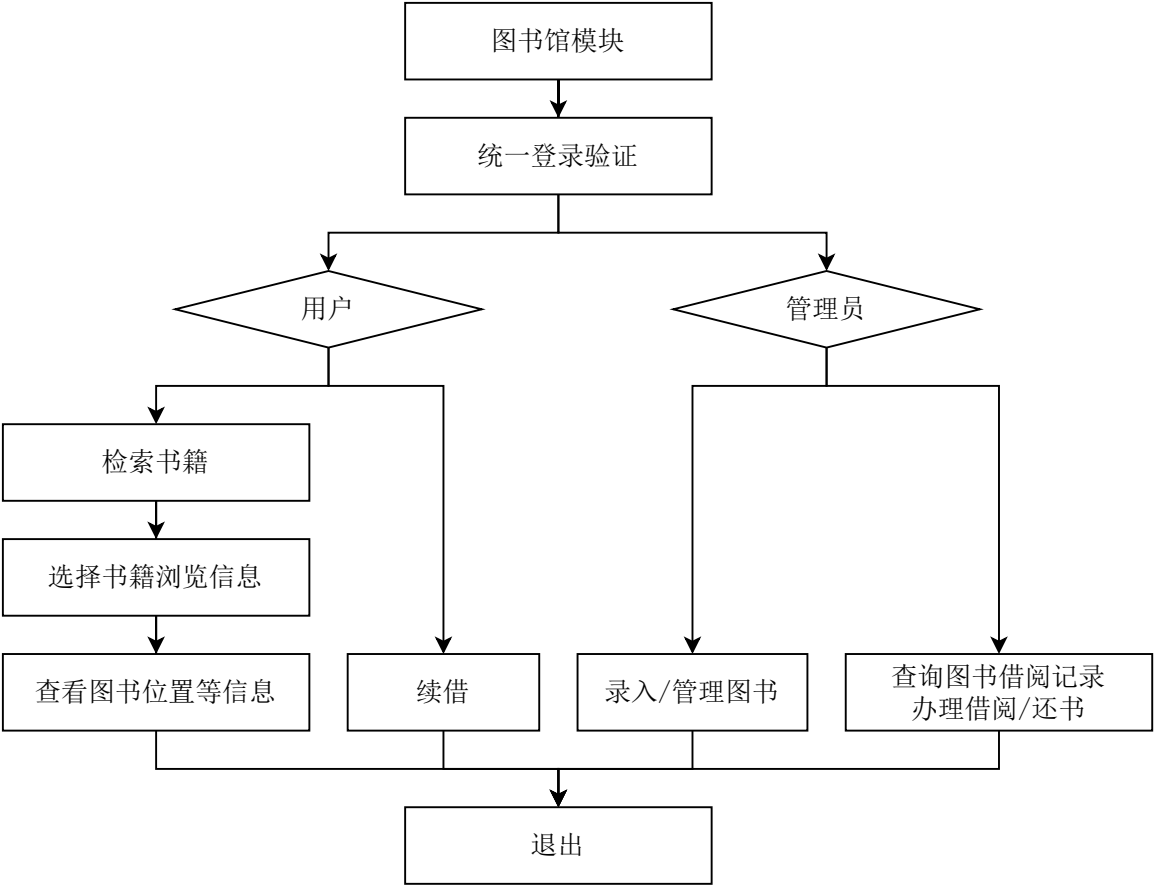 图书馆模块
统一登录验证
用户
管理员
检索书籍
选择书籍浏览信息
查看图书位置等信息
续借
录入/管理图书
查询图书借阅记录
办理借阅/还书
退出